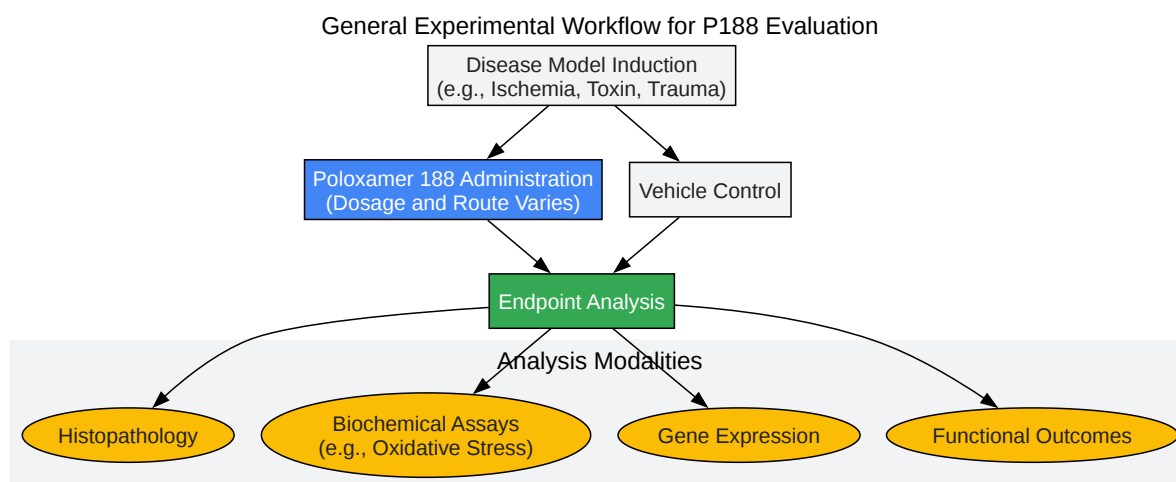 General Experimental Workflow for P188 Evaluation
Disease Model Induction
(e.g., Ischemia, Toxin, Trauma)
Poloxamer 188 Administration
(Dosage and Route Varies)
Vehicle Control
Endpoint Analysis
Analysis Modalities
Histopathology
Biochemical Assays
(e.g., Oxidative Stress)
Gene Expression
Functional Outcomes